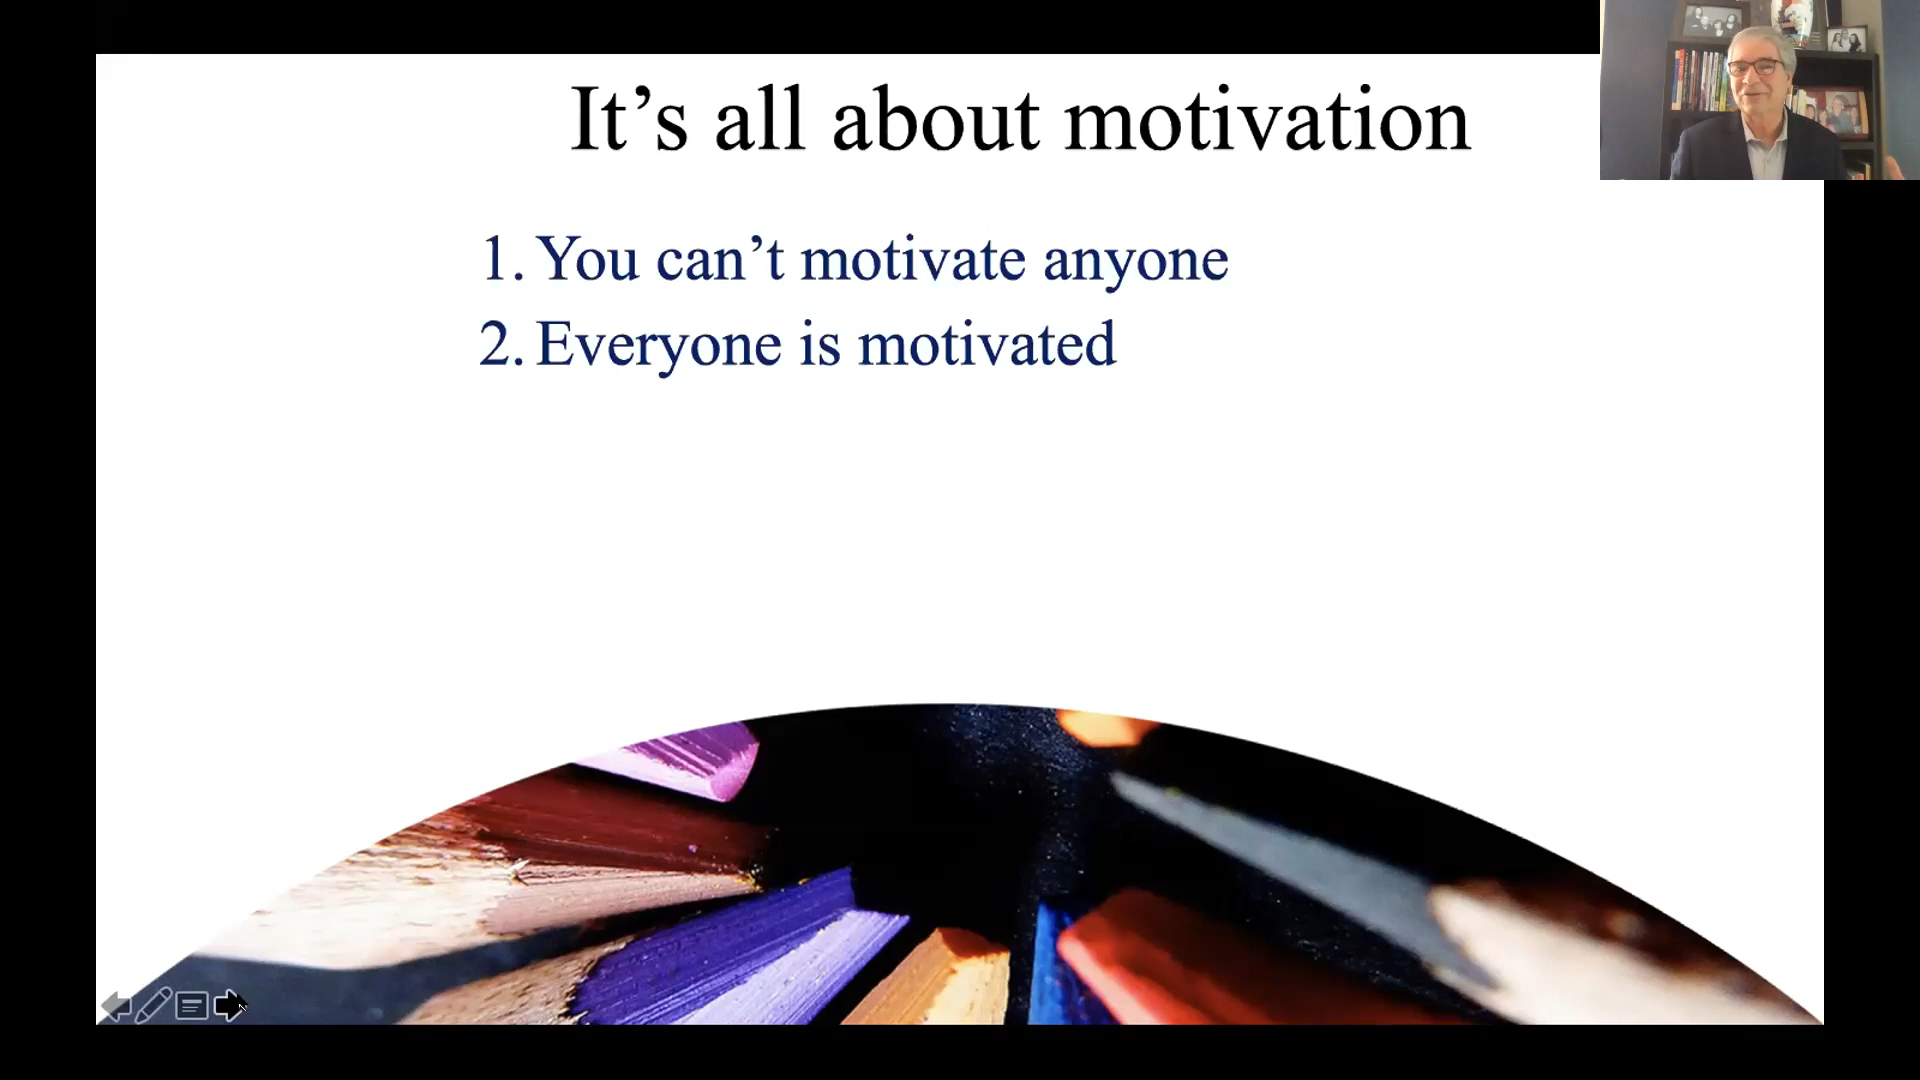 It’s all about motivation
1. You can’t motivate anyone
2. Everyone is motivated